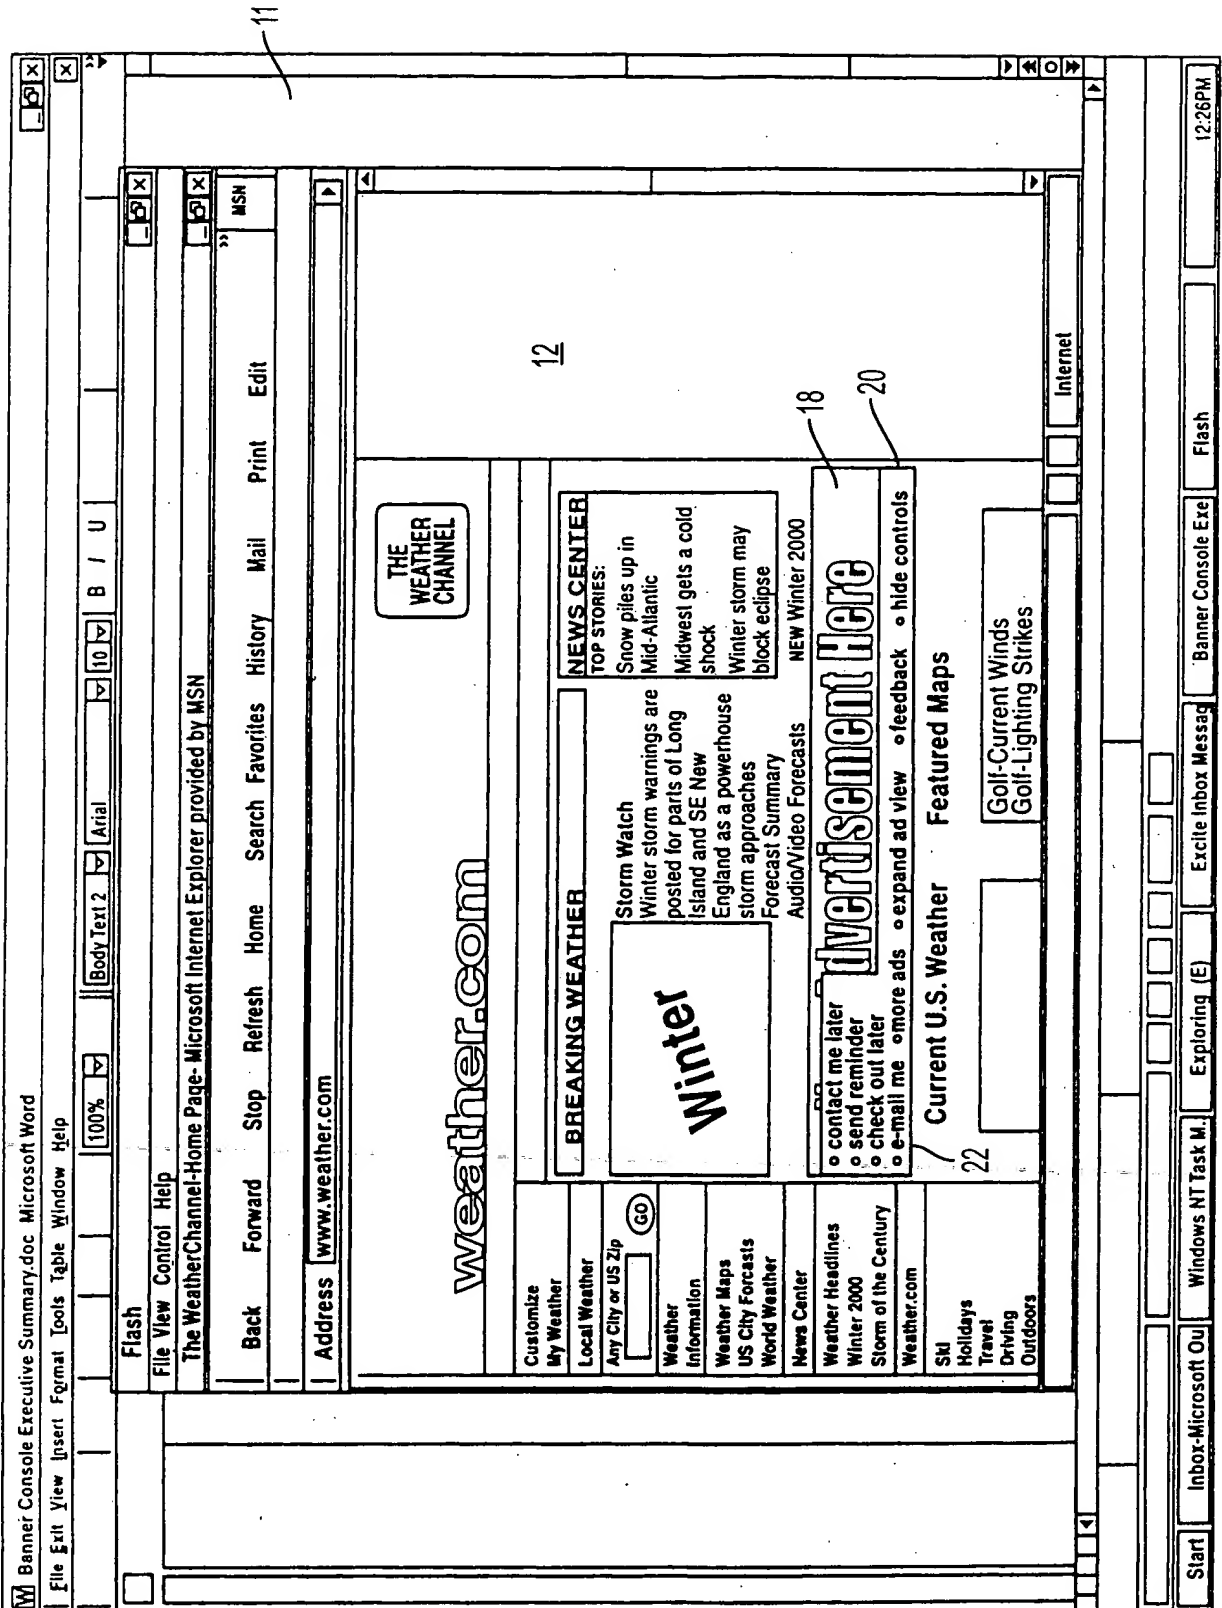 W Banner Console Executive Summary.doc Microsoft Word
File Exit View Insert Format Tools Table Window Help
100% Body Text 2 Arial 10 B / U
11
Flash
File View Control Help
The WeatherChannel-Home Page- Microsoft Internet Explorer provided by MSN
Back Forward Stop Refresh Home Search Favorites History Mail Print Edit
MSN
Address www.weather.com
weather.com
THE
WEATHER
CHANNEL
12
Customize
My Weather
Local Weather
Any City or US Zip
GO
Weather
Information
Weather Maps
US City Forcasts
World Weather
News Center
Weather Headlines
Winter 2000
Storm of the Century
Weather.com
Ski
Holidays
Travel
Driving
Outdoors
BREAKING WEATHER
Winter
Storm Watch
Winter storm warnings are
posted for parts of Long
Island and SE New
England as a powerhouse
storm approaches
Forecast Summary
Audio/Video Forecasts
NEWS CENTER
TOP STORIES:
Snow piles up in
Mid-Atlantic
Midwest gets a cold
shock
Winter storm may
block eclipse
NEW Winter 2000
dvertisement Here
18
20
contact me later
send reminder
check out later
e-mail me more ads expand ad view feedback hide controls
22
Current U.S. Weather Featured Maps
Golf-Current Winds
Golf-Lighting Strikes
Internet
Start Inbox-Microsoft Ou Windows NT Task M. Exploring (E) Excite Inbox Messag Banner Console Exe Flash 12:26PM